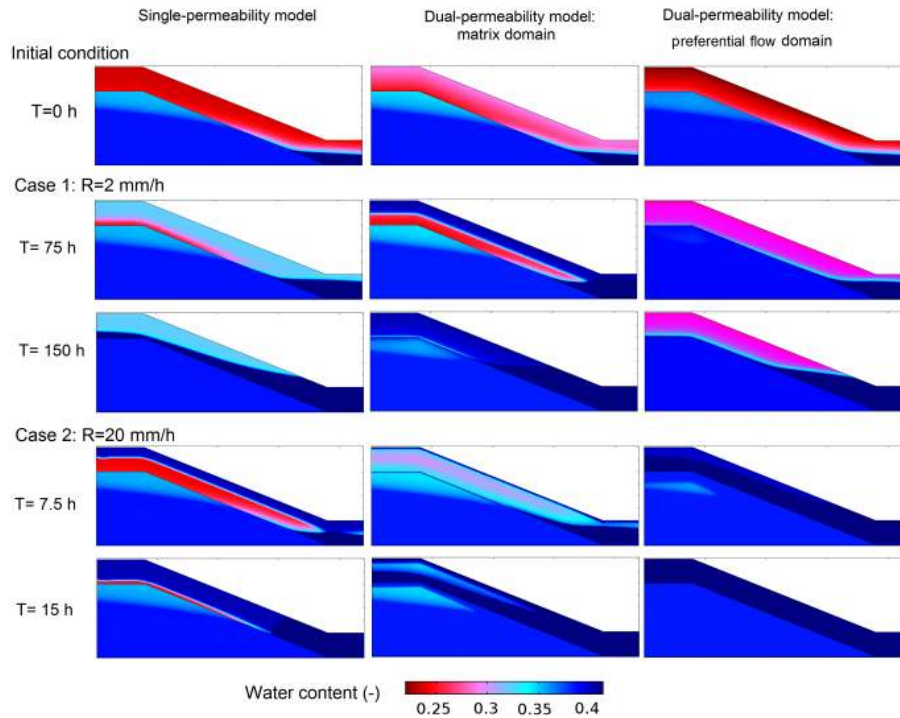 Single-permeability model
Dual-permeability model:
matrix domain
Dual-permeability model:
preferential flow domain
Initial condition
T=0 h
Case 1: R=2 mm/h
T= 75 h
T= 150 h
Case 2: R=20 mm/h
T= 7.5 h
T= 15 h
Water content (-)
0.25 0.3 0.35 0.4